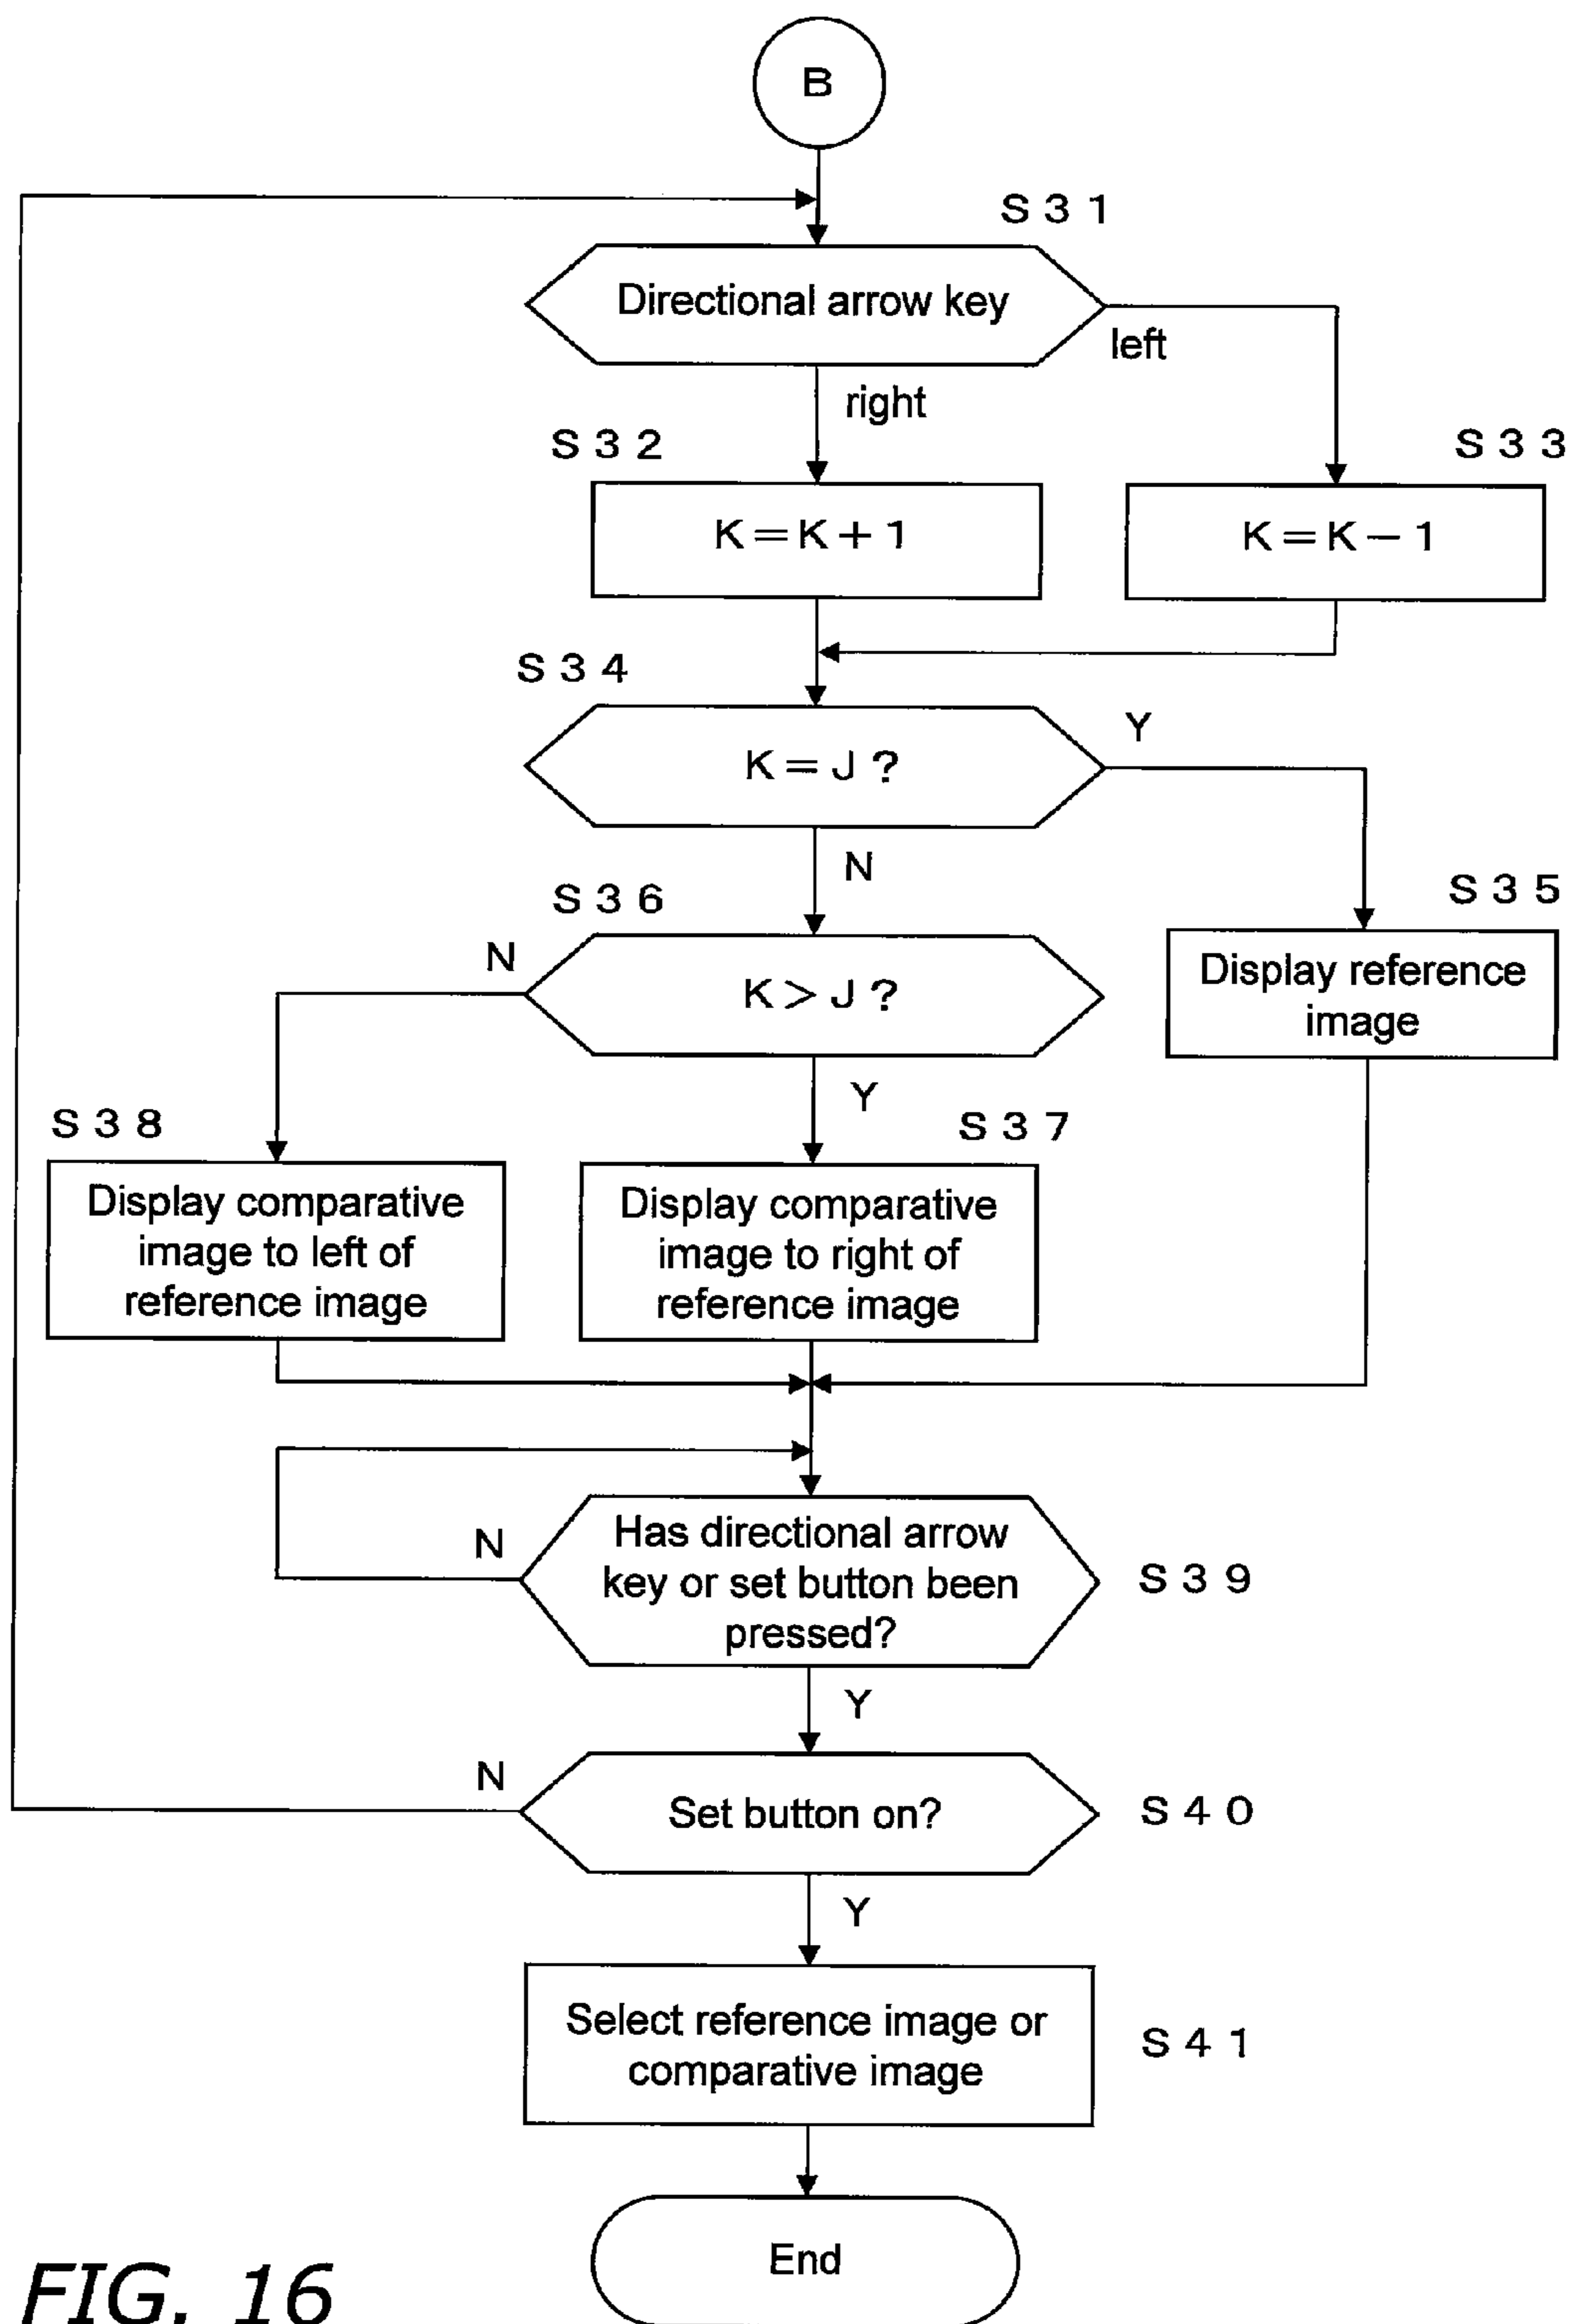 B
S31
Directional arrow key
left
right
S32
S33
K=K+1
K=K−1
S34
K=J?
Y
N
S36
S35
N
K>J?
Display reference
image
Y
S38
S37
Display comparative
image to left of
reference image
Display comparative
image to right of
reference image
N
Has directional arrow
key or set button been
pressed?
S39
Y
N
Set button on?
S40
Y
Select reference image or
comparative image
S41
End
FIG. 16